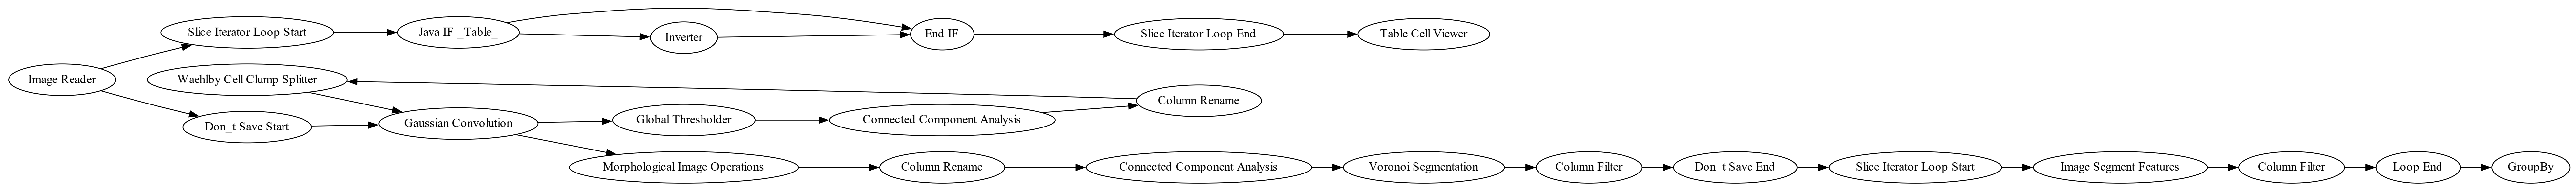 Image Reader
Slice Iterator Loop Start
Java IF _Table_
Inverter
End IF
Slice Iterator Loop End
Table Cell Viewer
Waehlby Cell Clump Splitter
Don_t Save Start
Gaussian Convolution
Global Thresholder
Connected Component Analysis
Column Rename
Morphological Image Operations
Column Rename
Connected Component Analysis
Voronoi Segmentation
Column Filter
Don_t Save End
Slice Iterator Loop Start
Image Segment Features
Column Filter
Loop End
GroupBy